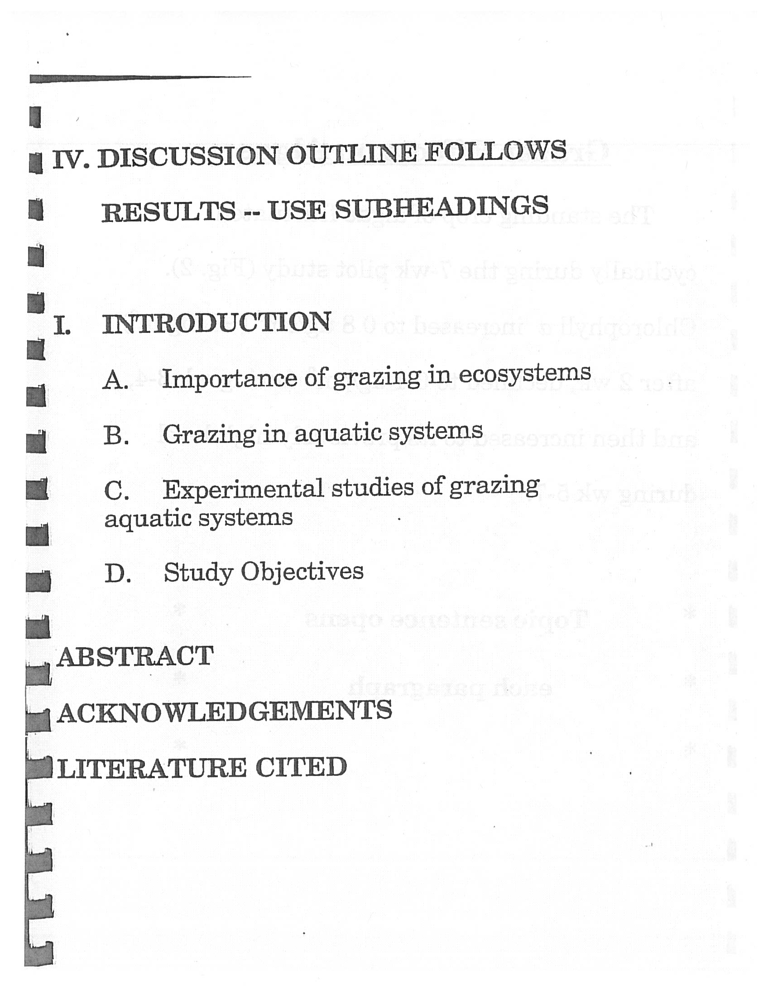 IV. DISCUSSION OUTLINE FOLLOWS
RESULTS -- USE SUBHEADINGS
I. INTRODUCTION
A. Importance of grazing in ecosystems
B. Grazing in aquatic systems
C. Experimental studies of grazing
aquatic systems
D. Study Objectives
ABSTRACT
ACKNOWLEDGEMENTS
LITERATURE CITED